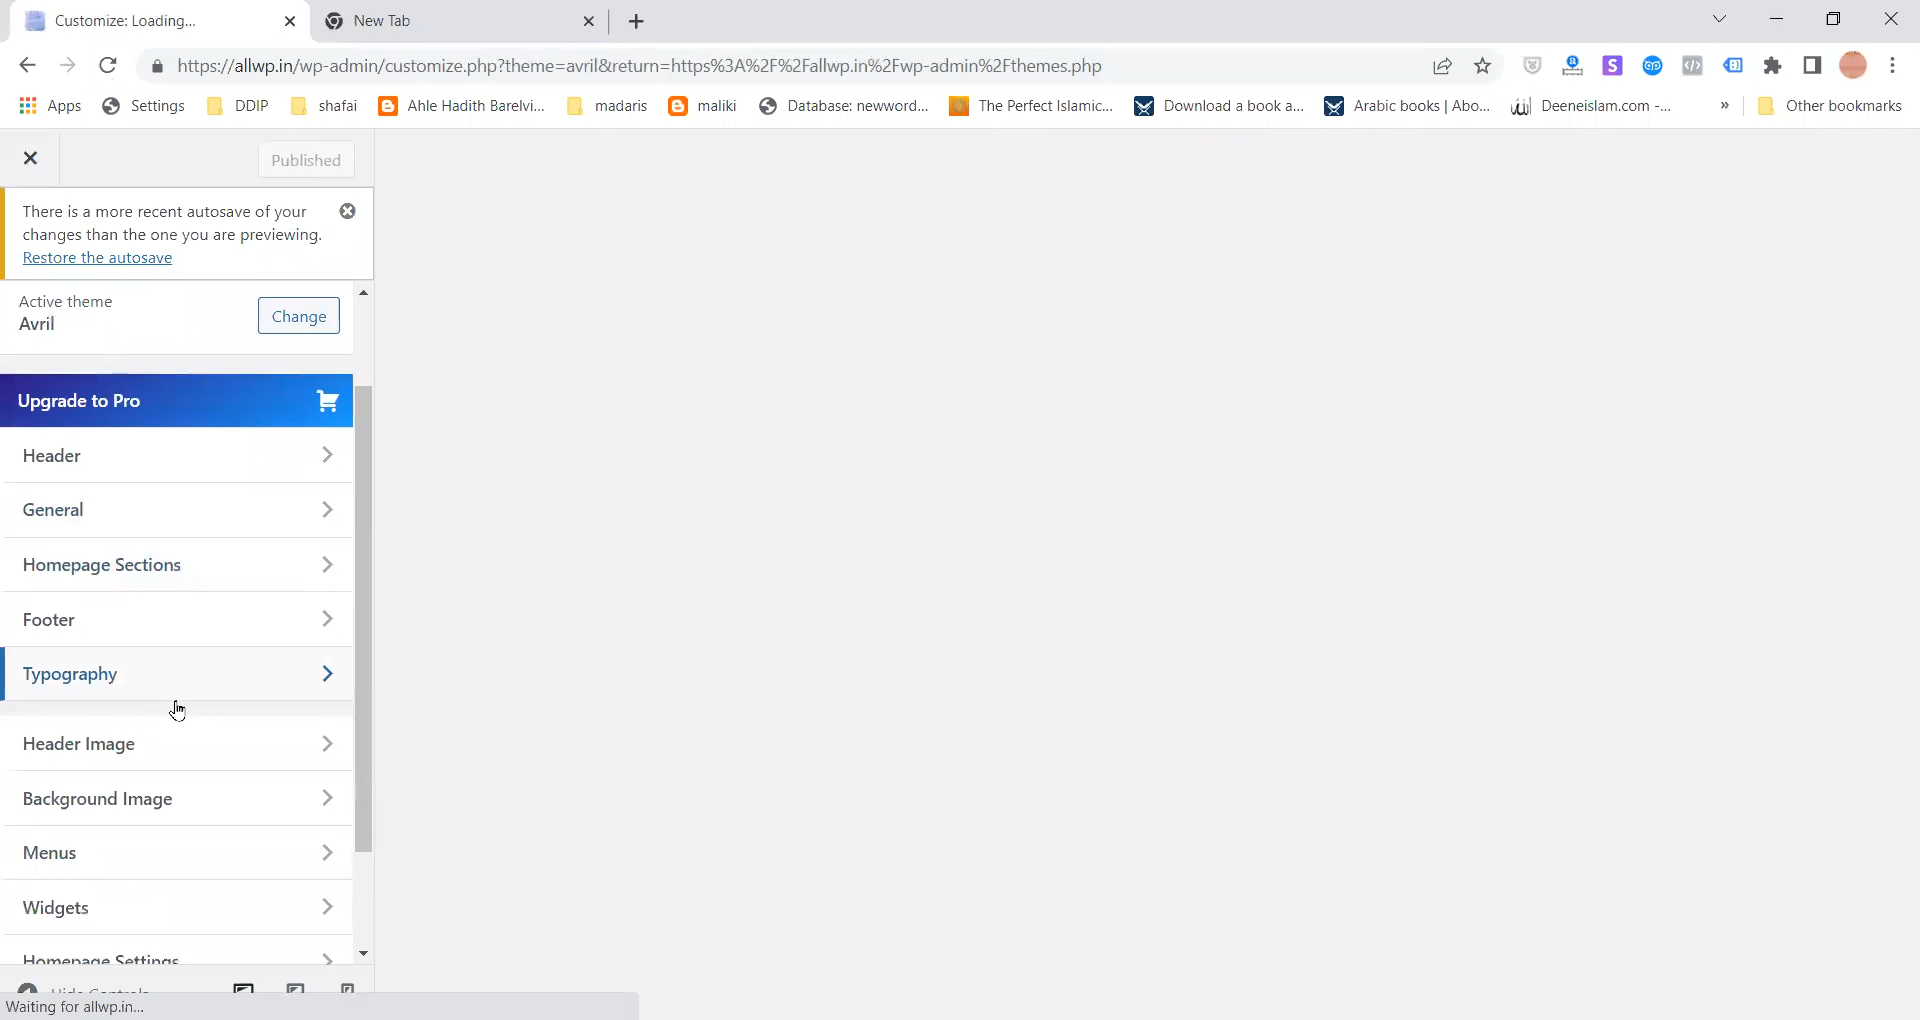 Customize: Loading...
New Tab
https://allwp.in/wp-admin/customize.php?theme=avril&return=https%3A%2F%2Fallwp.in%2Fwp-admin%2Fthemes.php
Apps Settings DDIP shafai Ahle Hadith Barelvi... madaris maliki Database: newword... The Perfect Islamic... Download a book a... Arabic books | Abo... Deeneislam.com -... » Other bookmarks
Published
There is a more recent autosave of your
changes than the one you are previewing.
Restore the autosave
Active theme
Avril
Change
Upgrade to Pro
Header
General
Homepage Sections
Footer
Typography
Header Image
Background Image
Menus
Widgets
Homepage Settings
Hide Controls
Waiting for allwp.in...